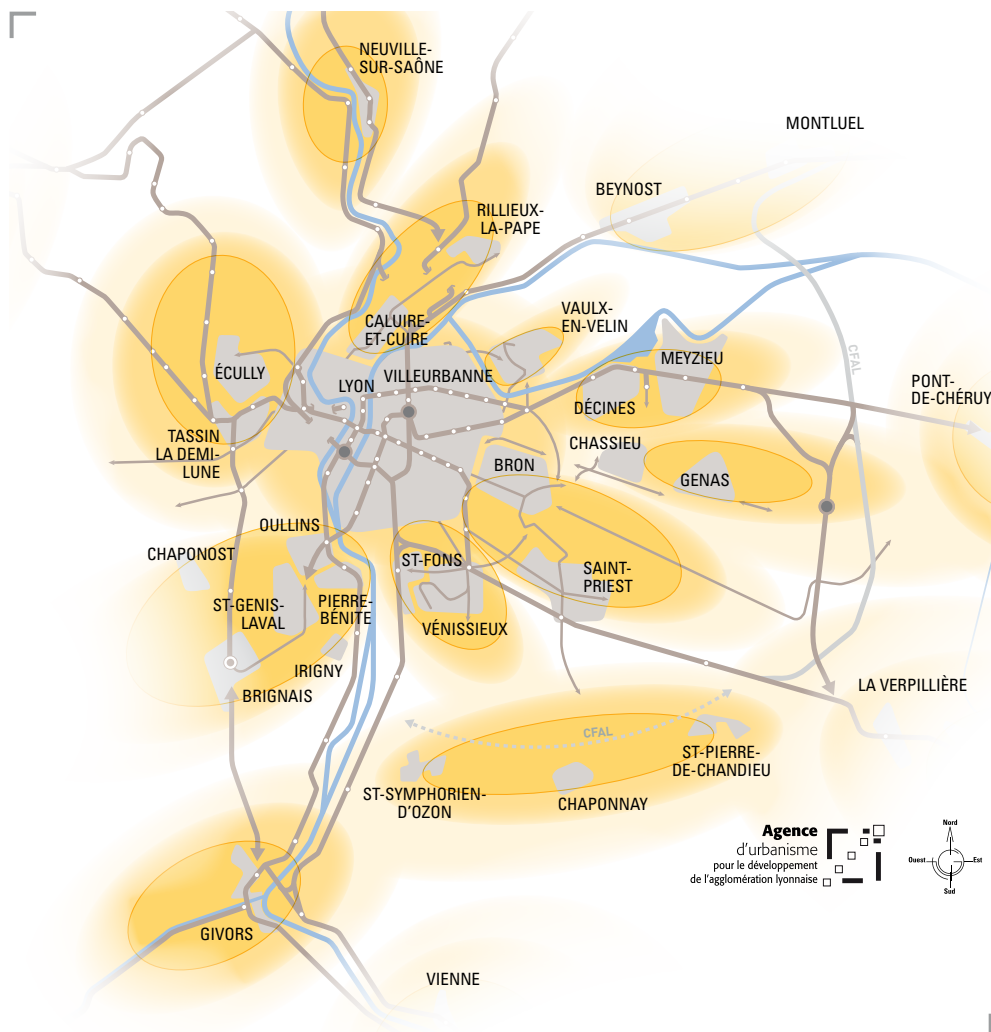 NEUVILLE-
SUR-SAÔNE
MONTLUEL
BEYNOST
RILLIEUX-
LA-PAPE
VAULX-
EN-VELIN
CALUIRE-
ET-CUIRE
MEYZIEU
CFAL
ÉCULLY
LYON
VILLEURBANNE
PONT-
DE-CHÉRUY
DÉCINES
TASSIN
LA DEMI-
LUNE
CHASSIEU
BRON
GENAS
OULLINS
CHAPONOST
ST-FONS
SAINT-
PRIEST
ST-GENIS-
LAVAL
PIERRE-
BÉNITE
VÉNISSIEUX
IRIGNY
BRIGNAIS
LA VERPILLIÈRE
CFAL
ST-PIERRE-
DE-CHANDIEU
ST-SYMPHORIEN-
D'OZON
CHAPONNAY
Agence
d'urbanisme
pour le développement
de l'agglomération lyonnaise
Nord
Ouest
Est
Sud
GIVORS
VIENNE